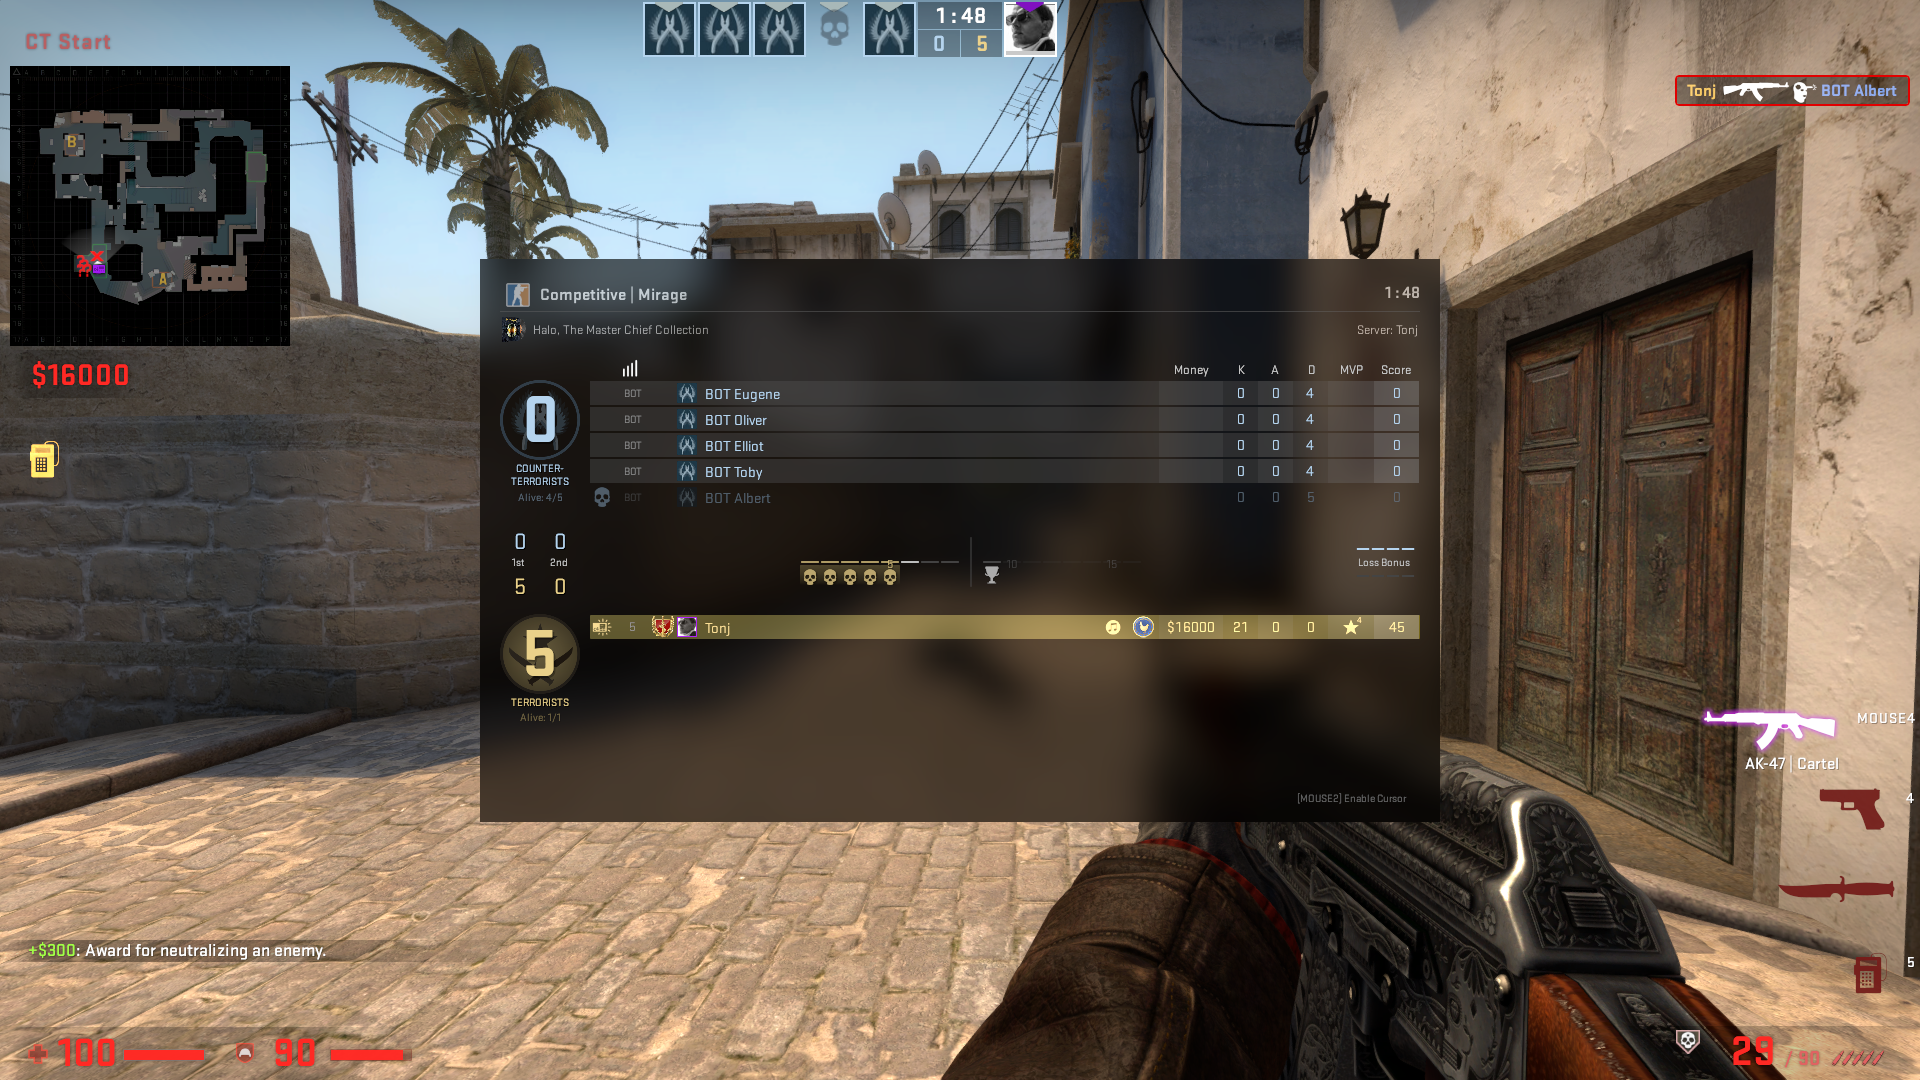 1:48
0 5
CT Start
Tonj BOT Albert
B
A
$16000
Competitive | Mirage
1:48
Halo, The Master Chief Collection
Server: Tonj
Money K A D MVP Score
BOT BOT Eugene 0 0 4 0
BOT BOT Oliver 0 0 4 0
BOT BOT Elliot 0 0 4 0
BOT BOT Toby 0 0 4 0
BOT BOT Albert 0 0 5 0
0
COUNTER-
TERRORISTS
Alive: 4/5
0 0
1st 2nd
5 0
5 10 15
Loss Bonus
5 Tonj $16000 21 0 0 4 45
5
TERRORISTS
Alive: 1/1
[MOUSE2] Enable Cursor
MOUSE4
AK-47 | Cartel
4
5
+$300: Award for neutralizing an enemy.
100 90
29 / 90